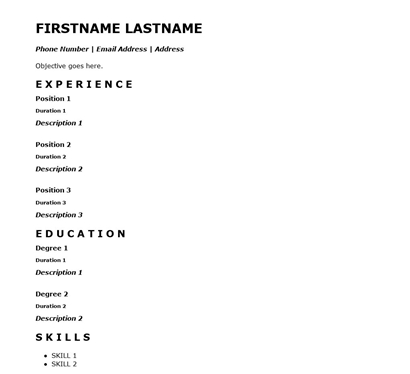 FIRSTNAME LASTNAME
Phone Number | Email Address | Address
Objective goes here.
E X P E R I E N C E
Position 1
Duration 1
Description 1
Position 2
Duration 2
Description 2
Position 3
Duration 3
Description 3
E D U C A T I O N
Degree 1
Duration 1
Description 1
Degree 2
Duration 2
Description 2
S K I L L S
• SKILL 1
• SKILL 2